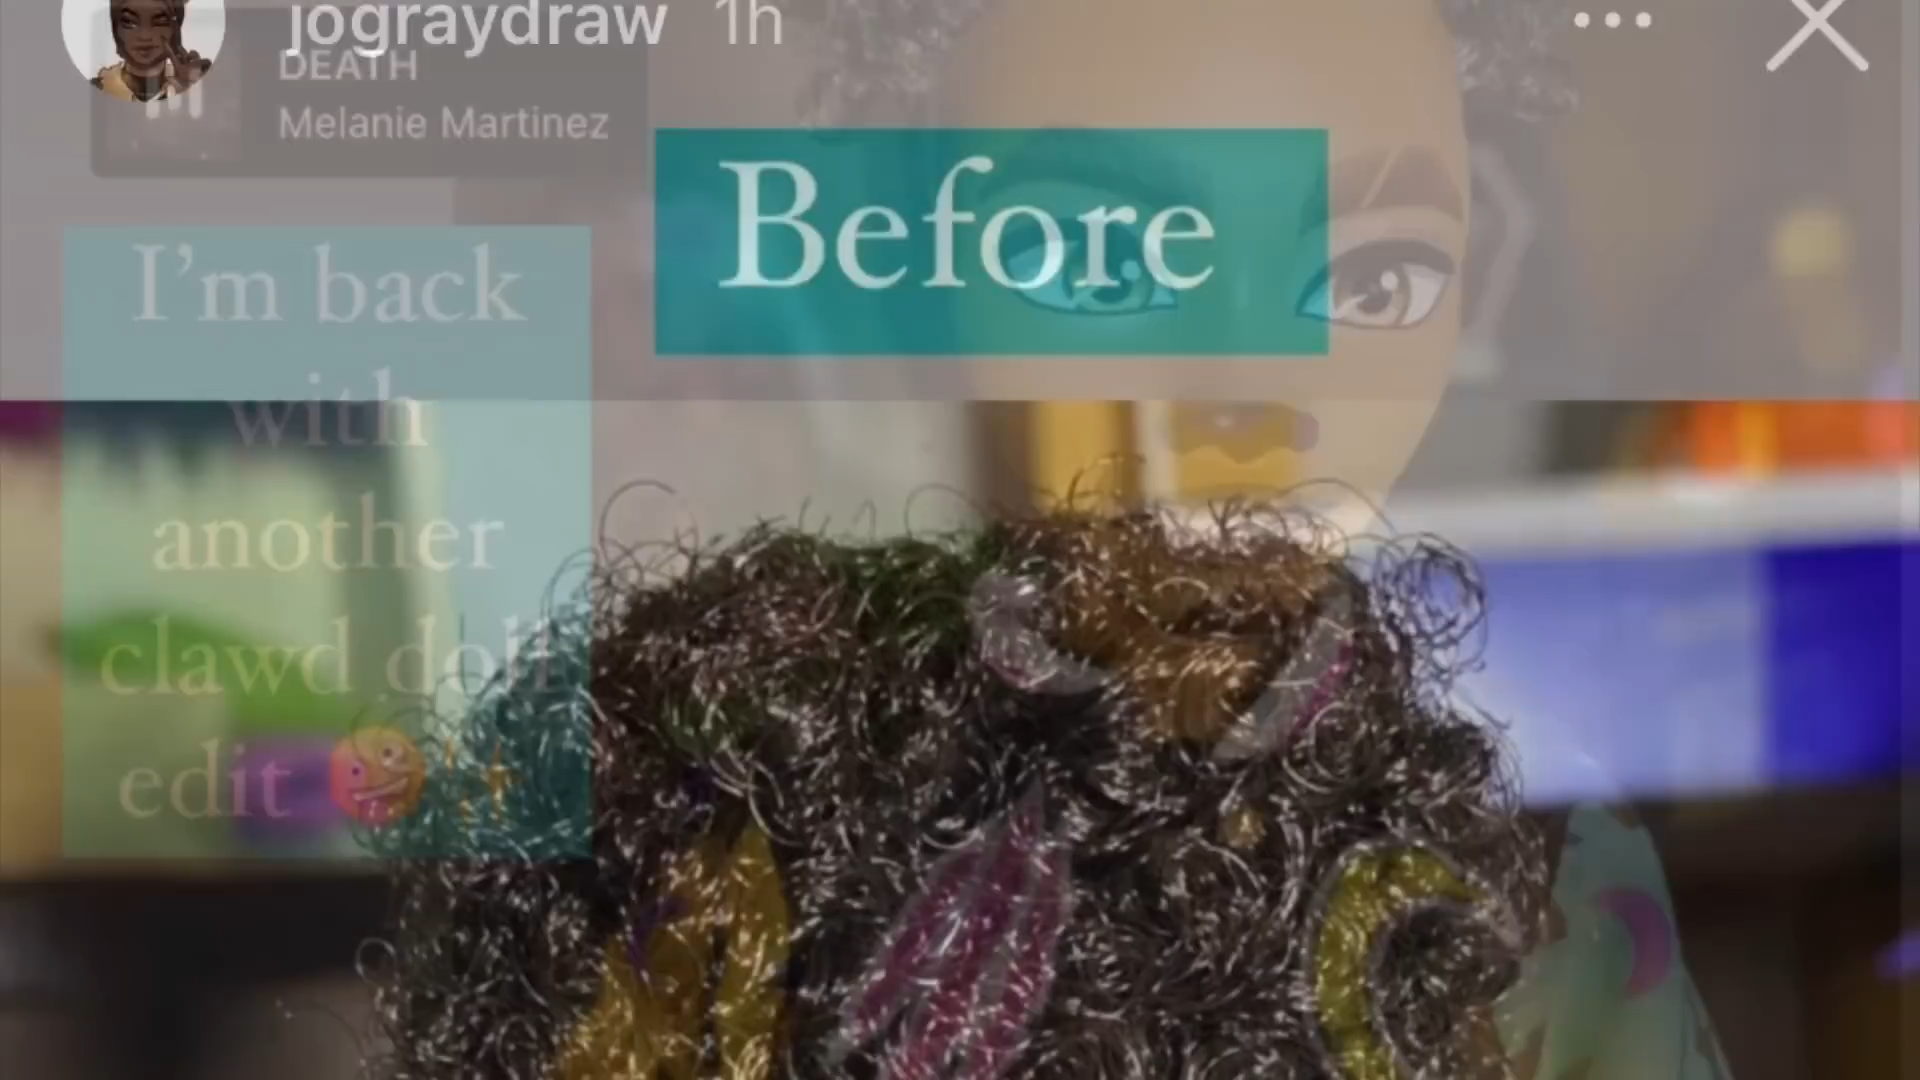 jograydraw 1h
DEATH
Melanie Martinez
Before
I'm back
with
another
clawd doll
edit 🤪✨